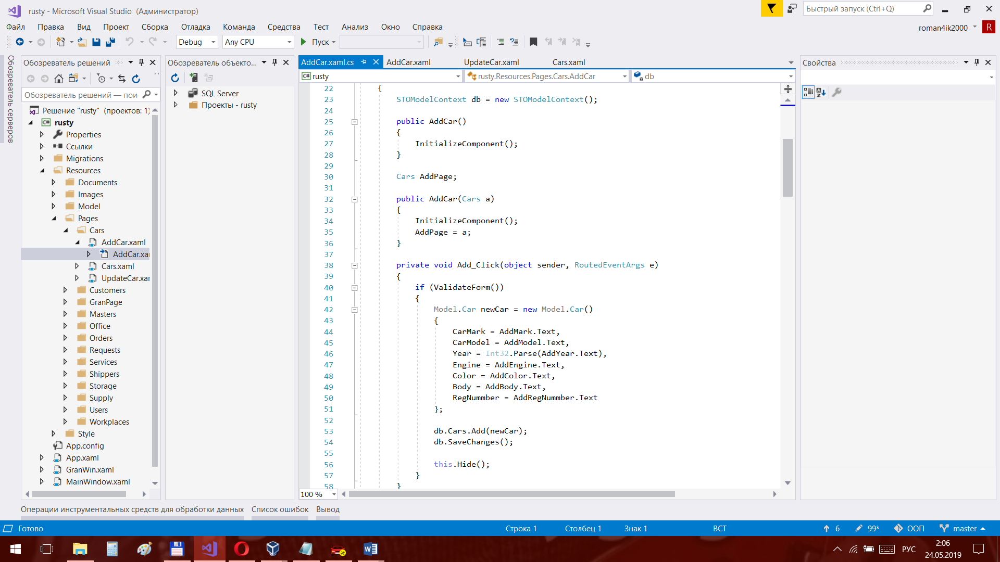 rusty - Microsoft Visual Studio (Администратор)
Быстрый запуск (Ctrl+Q)
Файл Правка Вид Проект Сборка Отладка Команда Средства Тест Анализ Окно Справка
roman4ik2000 R
Debug Any CPU Пуск
Обозреватель серверов
Обозреватель решений
Обозреватель решений — пои
Решение "rusty" (проектов: 1)
C# rusty
Properties
Ссылки
Migrations
Resources
Documents
Images
Model
Pages
Cars
AddCar.xaml
AddCar.xa
Cars.xaml
UpdateCar.xa
Customers
GranPage
Masters
Office
Orders
Requests
Services
Shippers
Storage
Supply
Users
Workplaces
Style
App.config
App.xaml
GranWin.xaml
MainWindow.xaml
Обозреватель объекто...
SQL Server
Проекты - rusty
AddCar.xaml.cs AddCar.xaml UpdateCar.xaml Cars.xaml
C# rusty rusty.Resources.Pages.Cars.AddCar db
22 {
23 STOModelContext db = new STOModelContext();
24
25 public AddCar()
26 {
27 InitializeComponent();
28 }
29
30 Cars AddPage;
31
32 public AddCar(Cars a)
33 {
34 InitializeComponent();
35 AddPage = a;
36 }
37
38 private void Add_Click(object sender, RoutedEventArgs e)
39 {
40 if (ValidateForm())
41 {
42 Model.Car newCar = new Model.Car()
43 {
44 CarMark = AddMark.Text,
45 CarModel = AddModel.Text,
46 Year = Int32.Parse(AddYear.Text),
47 Engine = AddEngine.Text,
48 Color = AddColor.Text,
49 Body = AddBody.Text,
50 RegNummber = AddRegNummber.Text
51 };
52
53 db.Cars.Add(newCar);
54 db.SaveChanges();
55
56 this.Hide();
57 }
58 }
100 %
Свойства
Операции инструментальных средств для обработки данных Список ошибок Вывод
Готово Строка 1 Столбец 1 Знак 1 ВСТ 6 99* ООП master
РУС
2:06
24.05.2019